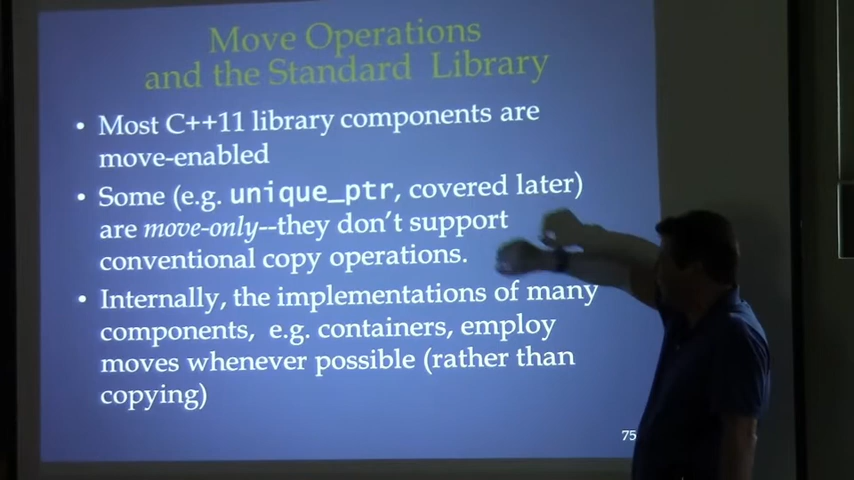 Move Operations
and the Standard Library
• Most C++11 library components are
move-enabled
• Some (e.g. unique_ptr, covered later)
are move-only--they don't support
conventional copy operations.
• Internally, the implementations of many
components, e.g. containers, employ
moves whenever possible (rather than
copying)
75